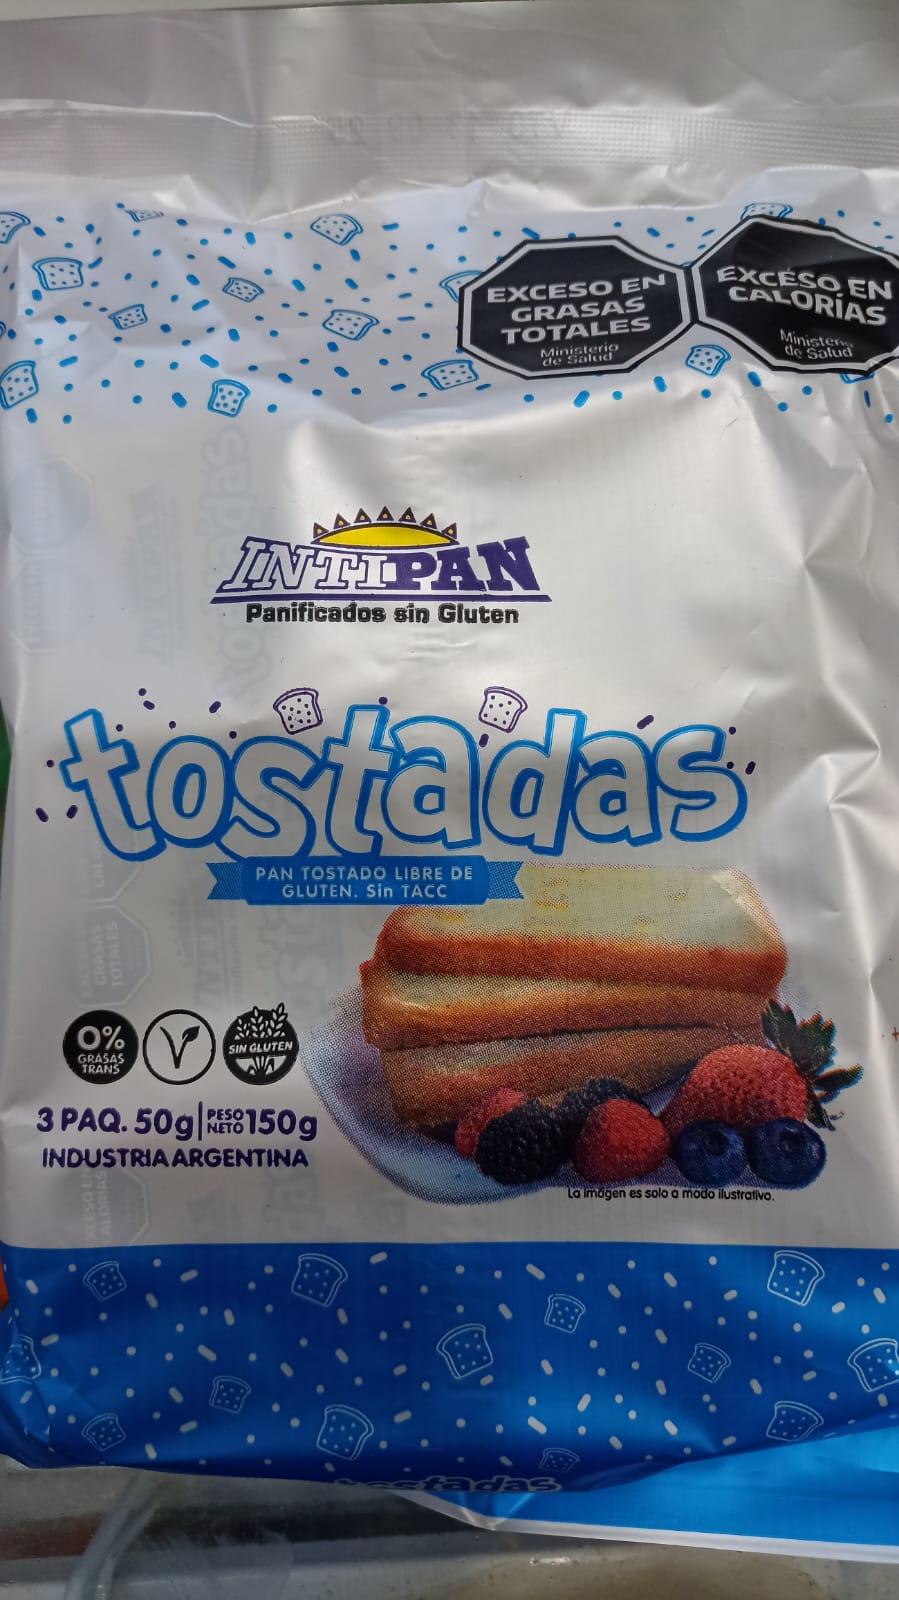 EXCESO EN
GRASAS
TOTALES
Ministerio
de Salud
EXCESO EN
CALORÍAS
Ministerio
de Salud
INTIPAN
Panificados sin Gluten
tostadas
PAN TOSTADO LIBRE DE
GLUTEN. Sin TACC
0%
GRASAS
TRANS
SIN GLUTEN
3 PAQ. 50g | PESO NETO 150g
INDUSTRIA ARGENTINA
La imagen es solo a modo ilustrativo.
tostadas